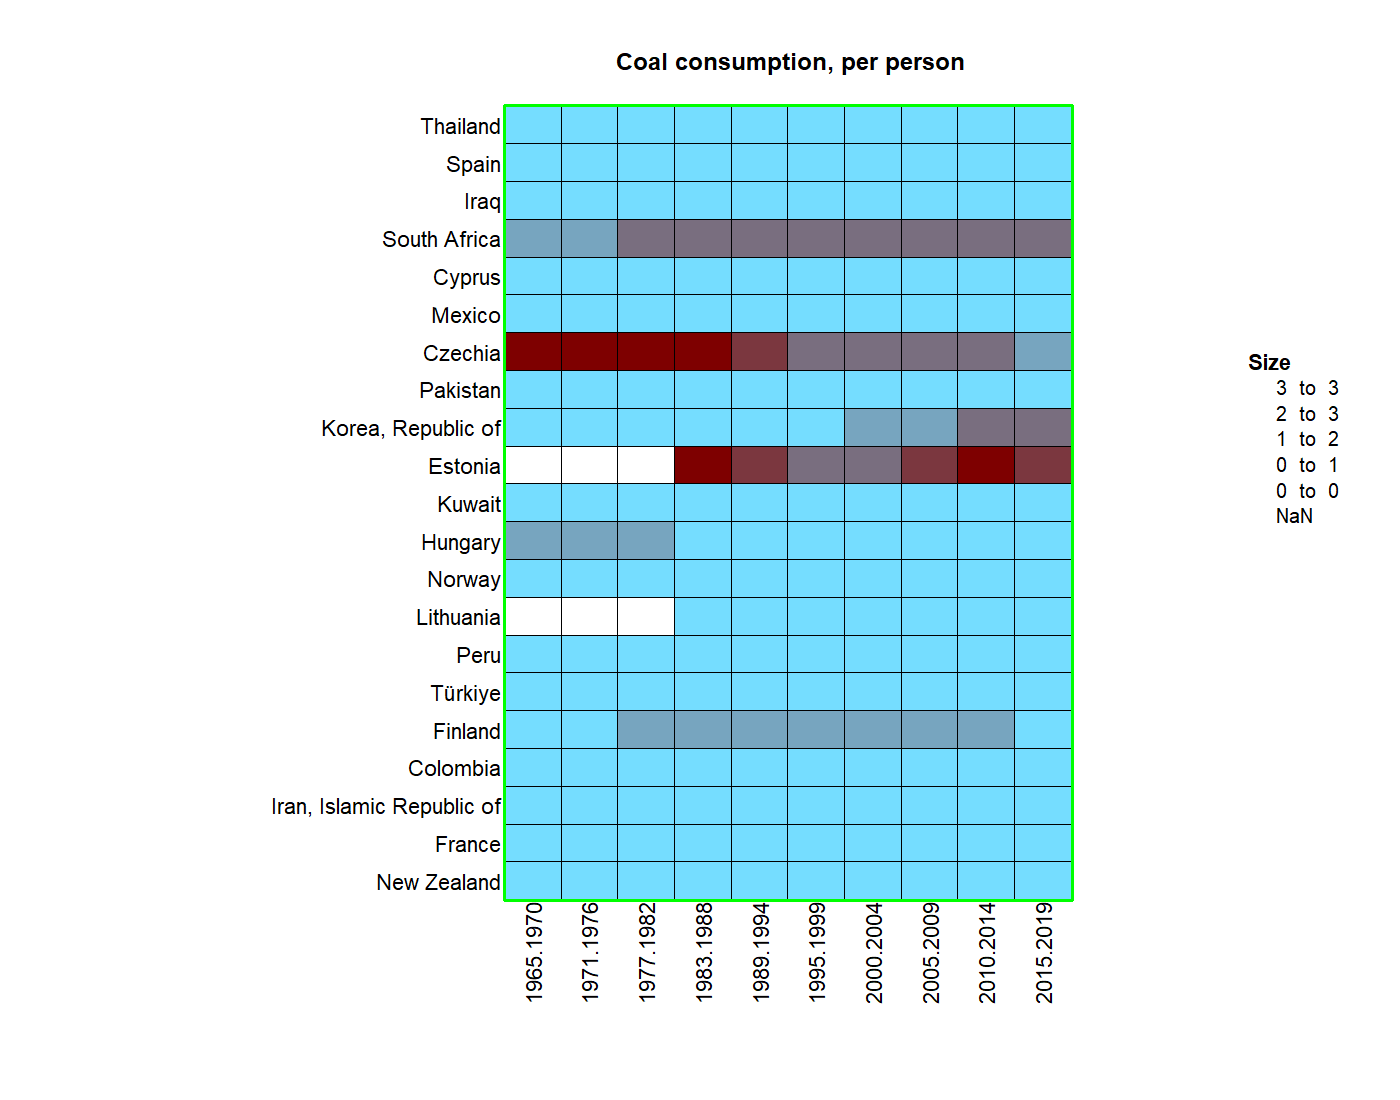 Coal consumption, per person
Thailand
Spain
Iraq
South Africa
Cyprus
Mexico
Czechia
Pakistan
Korea, Republic of
Estonia
Kuwait
Hungary
Norway
Lithuania
Peru
Türkiye
Finland
Colombia
Iran, Islamic Republic of
France
New Zealand
1965.1970
1971.1976
1977.1982
1983.1988
1989.1994
1995.1999
2000.2004
2005.2009
2010.2014
2015.2019
Size
3 to 3
2 to 3
1 to 2
0 to 1
0 to 0
NaN